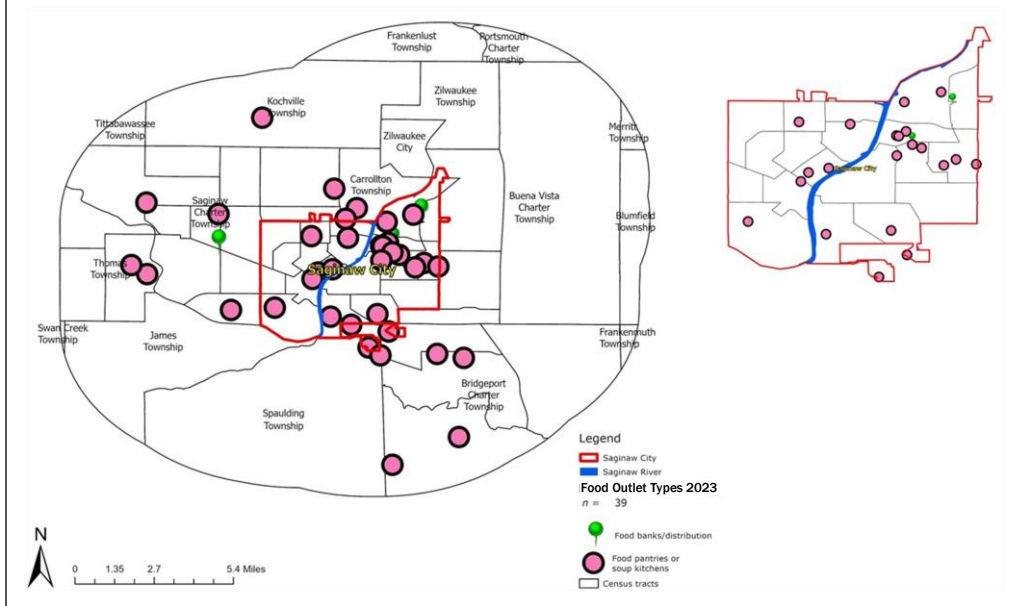 Frankenlust
Township
Portsmouth
Charter
Township
Kochville
Township
Zilwaukee
Township
Tittabawassee
Township
Merritt
Township
Zilwaukee
City
Carrollton
Township
Saginaw
Charter
Township
Buena Vista
Charter
Township
Blumfield
Township
Thomas
Township
Saginaw City
Swan Creek
Township
James
Township
Frankenmuth
Township
Bridgeport
Charter
Township
Spaulding
Township
Saginaw City
Legend
Saginaw City
Saginaw River
Food Outlet Types 2023
n = 39
Food banks/distribution
Food pantries or
soup kitchens
Census tracts
N
0 1.35 2.7 5.4 Miles